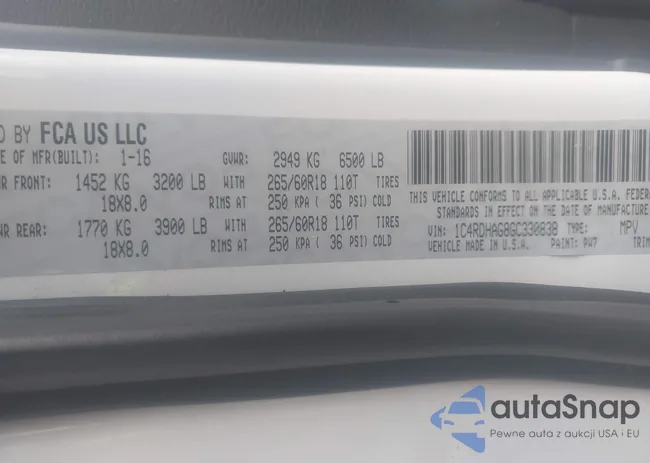 D BY FCA US LLC
E OF MFR(BUILT): 1-16 GVWR: 2949 KG 6500 LB
R FRONT: 1452 KG 3200 LB WITH 265/60R18 110T TIRES
18X8.0 RIMS AT 250 KPA ( 36 PSI) COLD
R REAR: 1770 KG 3900 LB WITH 265/60R18 110T TIRES
18X8.0 RIMS AT 250 KPA ( 36 PSI) COLD
THIS VEHICLE CONFORMS TO ALL APPLICABLE U.S.A. FEDER
STANDARDS IN EFFECT ON THE DATE OF MANUFACTURE
VIN: 1C4RDHAG8GC330838 TYPE: MPV
VEHICLE MADE IN U.S.A. PAINT: PW7 TRIM
autaSnap
Pewne auta z aukcji USA i EU